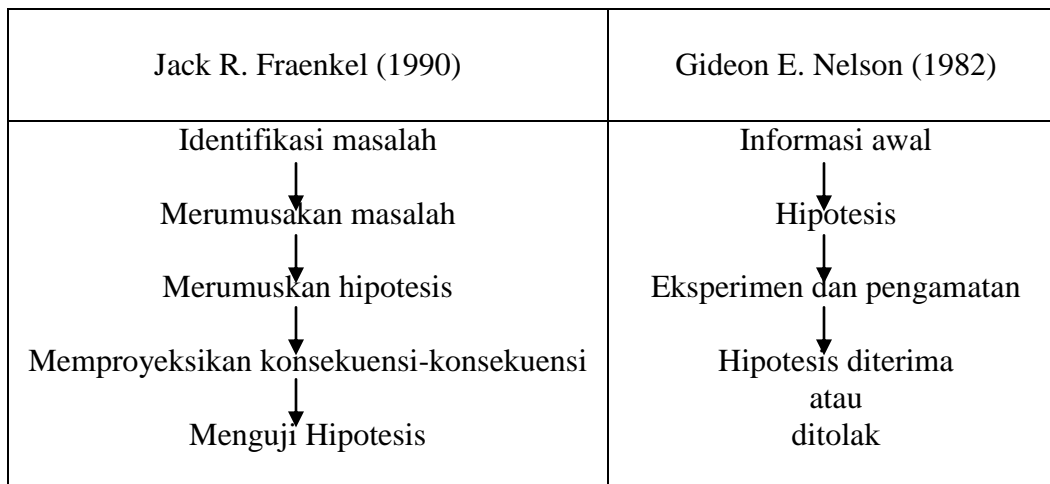 Jack R. Fraenkel (1990)
Gideon E. Nelson (1982)
Identifikasi masalah
Merumusakan masalah
Merumuskan hipotesis
Memproyeksikan konsekuensi-konsekuensi
Menguji Hipotesis
Informasi awal
Hipotesis
Eksperimen dan pengamatan
Hipotesis diterima
atau
ditolak